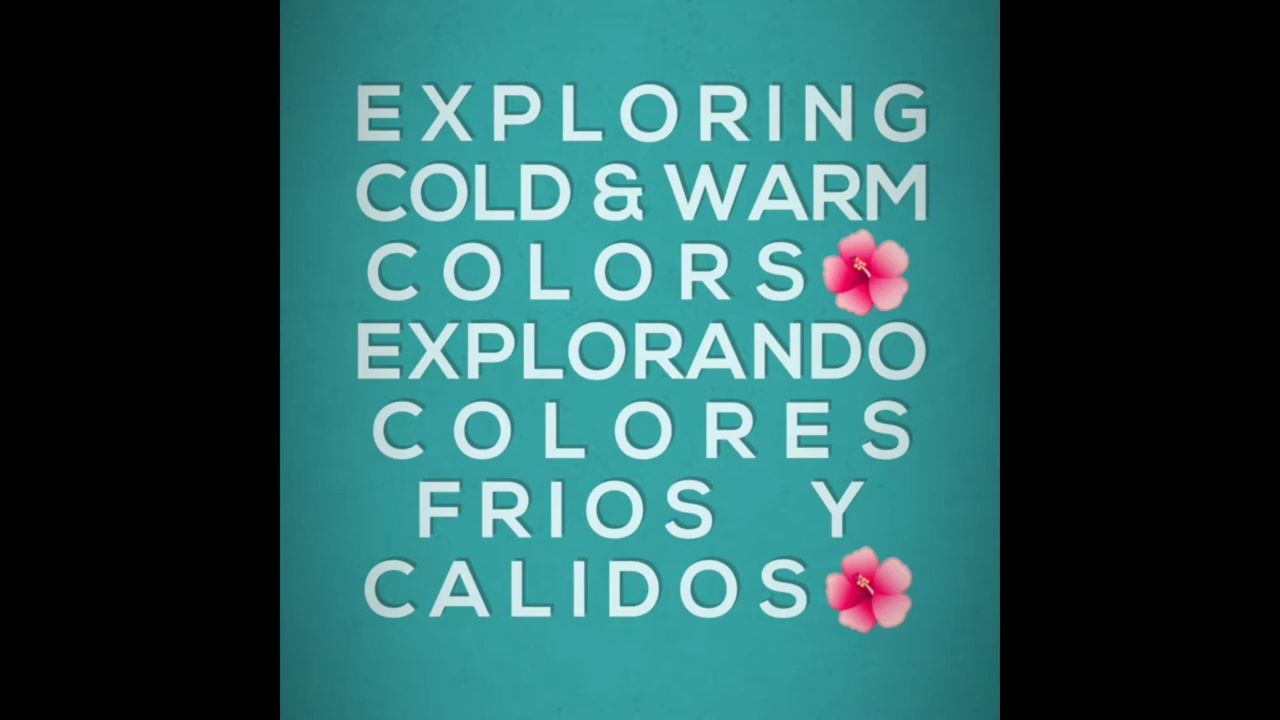 EXPLORING
COLD & WARM
COLORS🌺
EXPLORANDO
COLORES
FRIOS Y
CALIDOS🌺